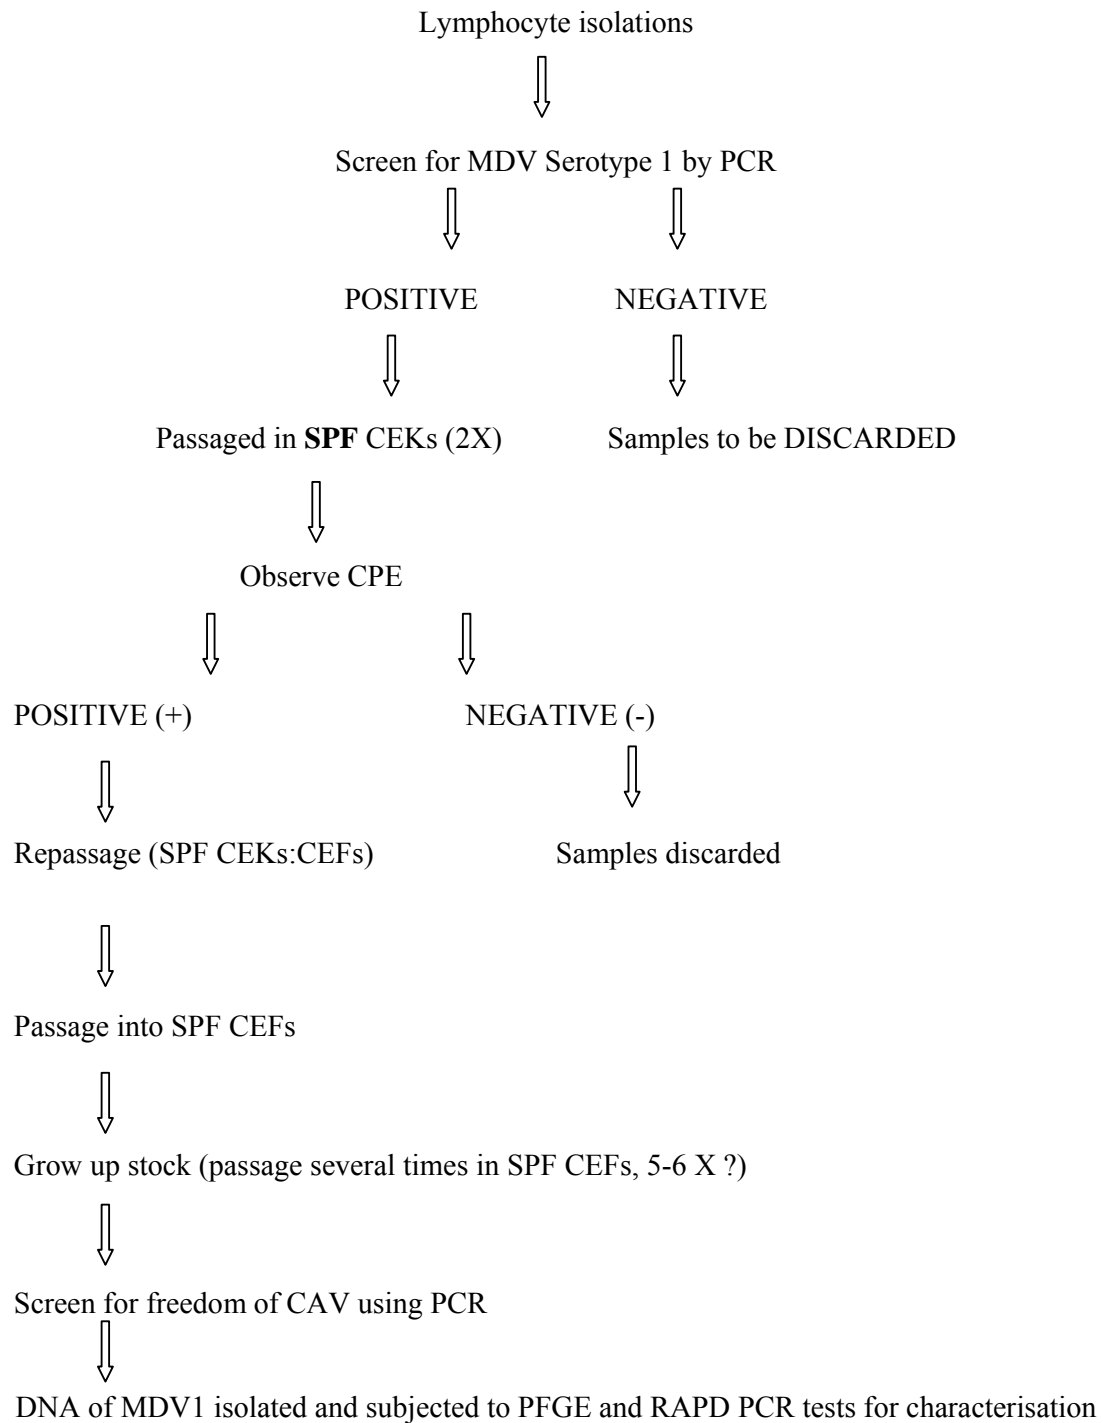 Lymphocyte isolations
Screen for MDV Serotype 1 by PCR
POSITIVE NEGATIVE
Passaged in SPF CEKs (2X) Samples to be DISCARDED
Observe CPE
POSITIVE (+) NEGATIVE (-)
Repassage (SPF CEKs:CEFs) Samples discarded
Passage into SPF CEFs
Grow up stock (passage several times in SPF CEFs, 5-6 X ?)
Screen for freedom of CAV using PCR
DNA of MDV1 isolated and subjected to PFGE and RAPD PCR tests for characterisation